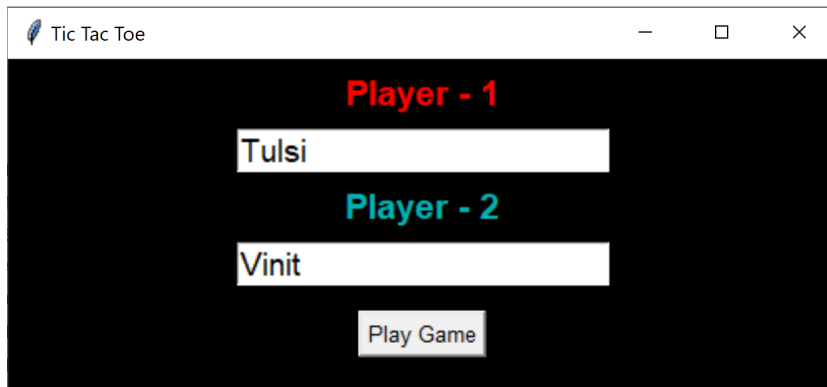 Tic Tac Toe
Player - 1
Tulsi
Player - 2
Vinit
Play Game